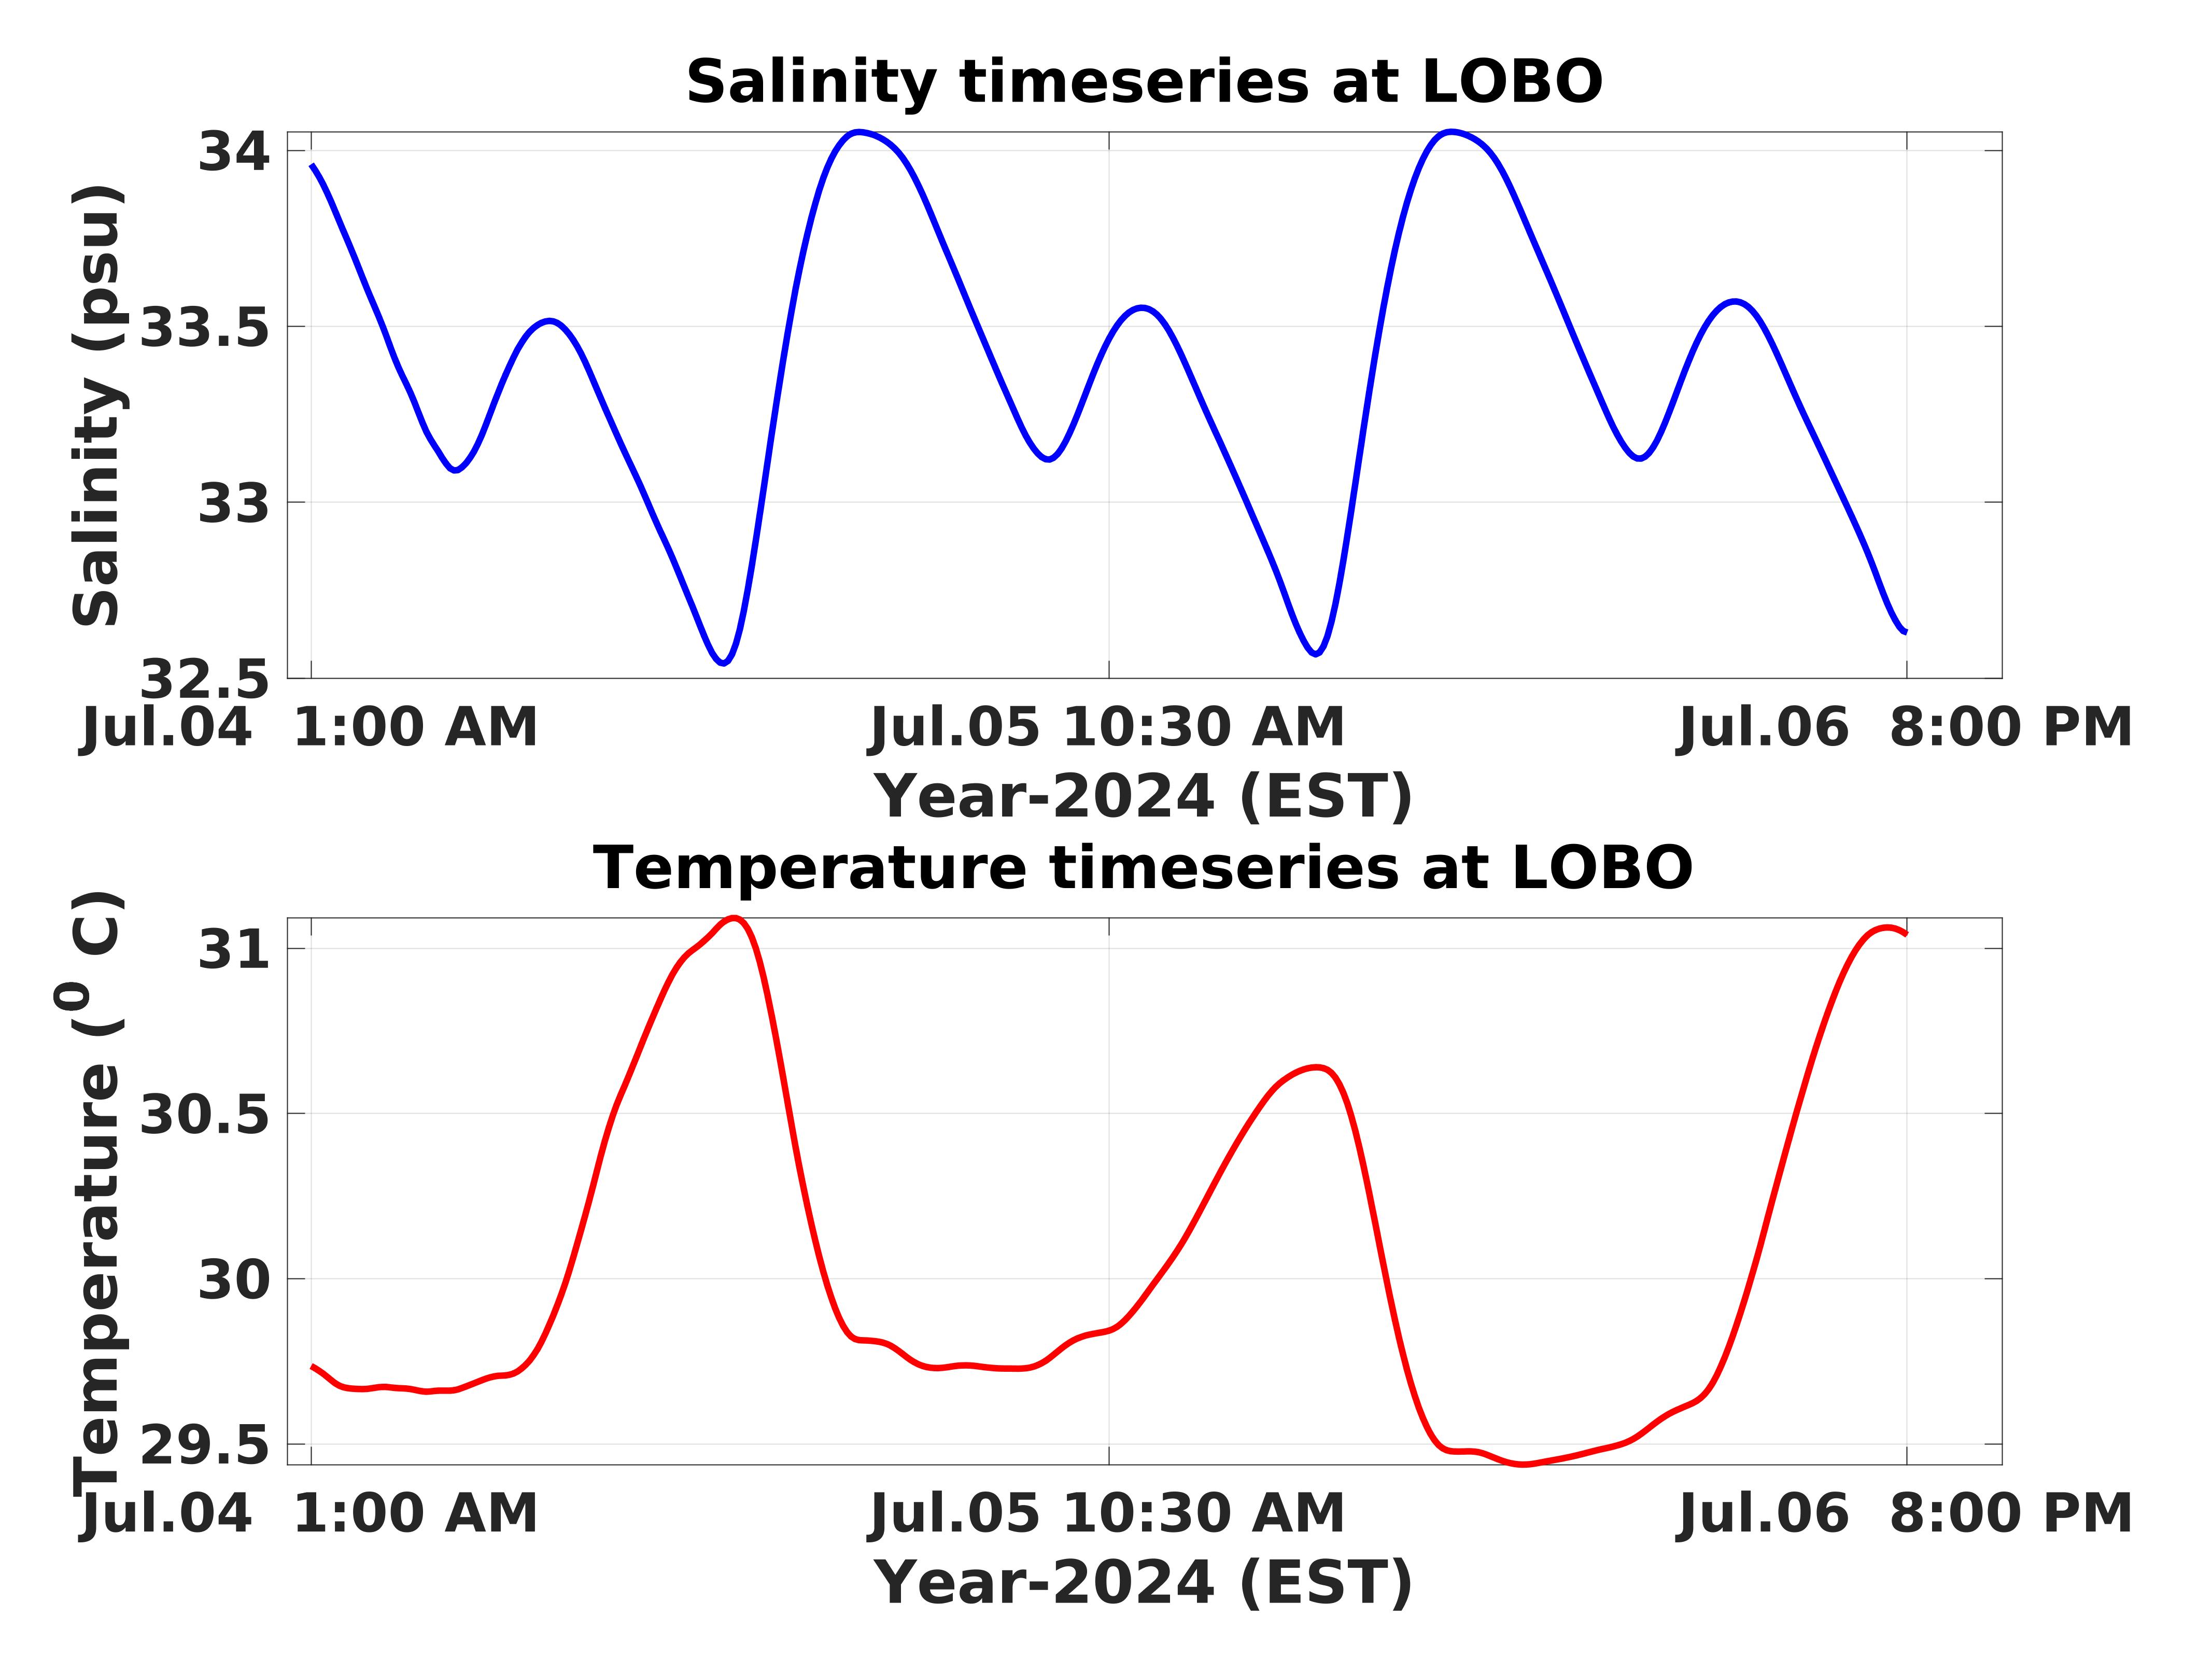 Salinity timeseries at LOBO
Salinity (psu)
34
33.5
33
32.5
Jul.04  1:00 AM
Jul.05 10:30 AM
Jul.06  8:00 PM
Year-2024 (EST)
Temperature timeseries at LOBO
Temperature (⁰ C)
31
30.5
30
29.5
Jul.04  1:00 AM
Jul.05 10:30 AM
Jul.06  8:00 PM
Year-2024 (EST)